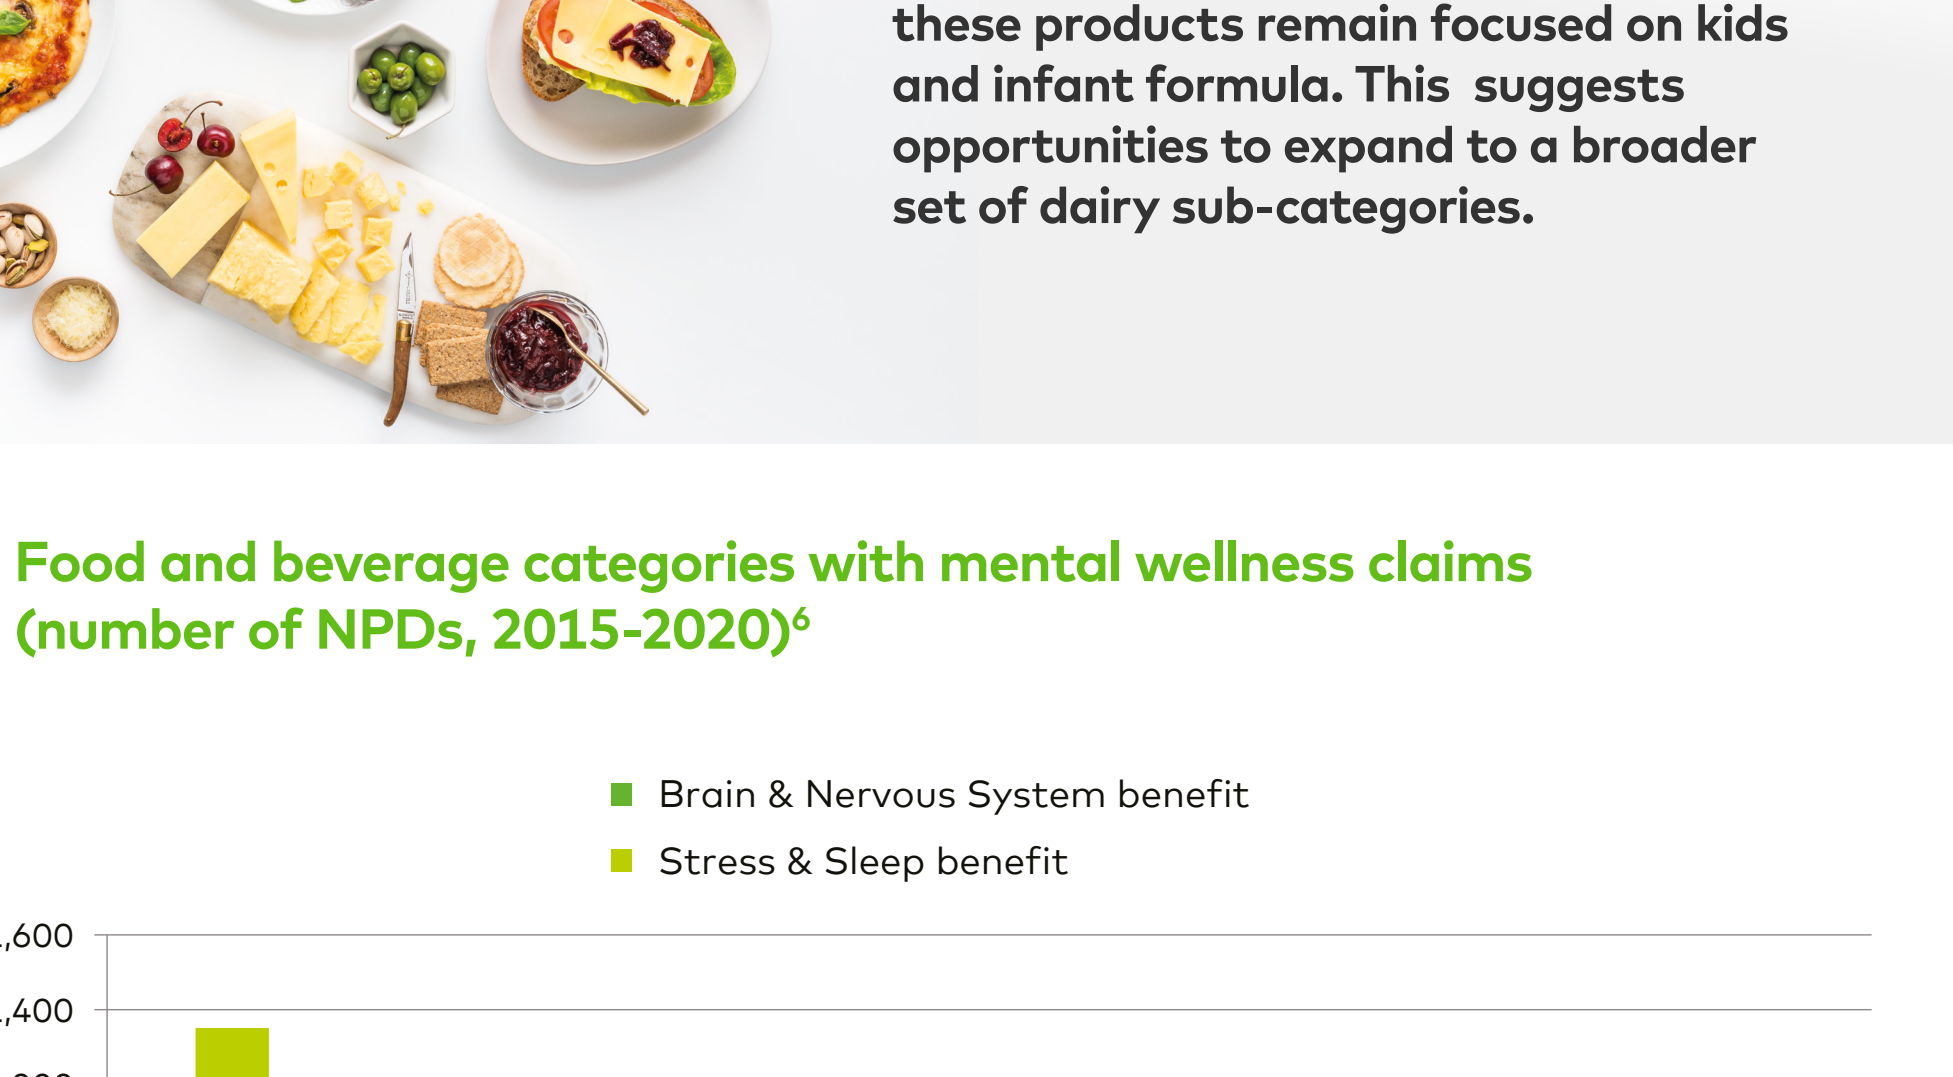 these products remain focused on kids
and infant formula. This suggests
opportunities to expand to a broader
set of dairy sub-categories.
Food and beverage categories with mental wellness claims
(number of NPDs, 2015-2020)⁶
Brain & Nervous System benefit
Stress & Sleep benefit
,600
,400